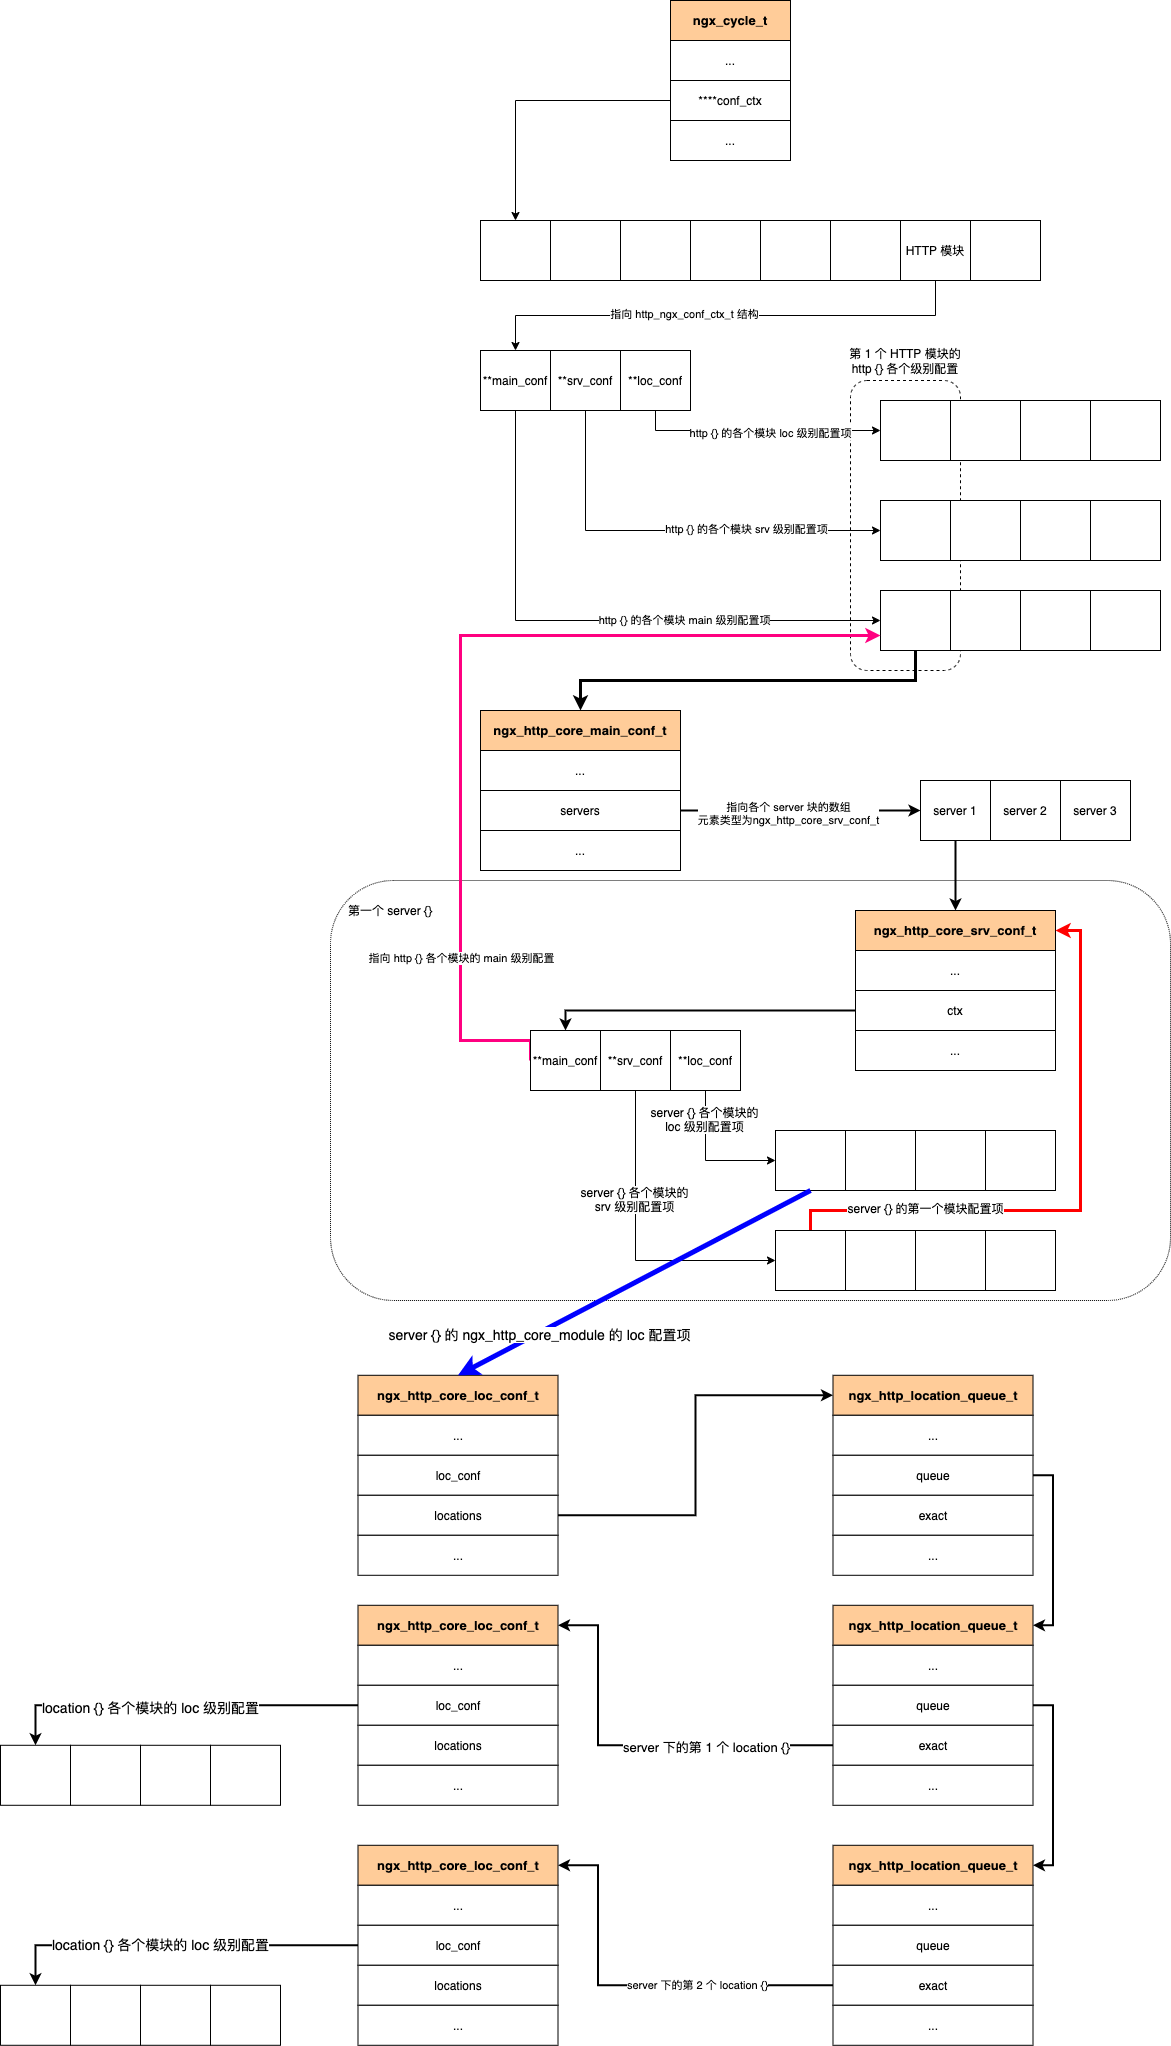 ngx_cycle_t
...
****conf_ctx
...
HTTP 模块
指向 http_ngx_conf_ctx_t 结构
**main_conf
**srv_conf
**loc_conf
第 1 个 HTTP 模块的
http {} 各个级别配置
http {} 的各个模块 loc 级别配置项
http {} 的各个模块 srv 级别配置项
http {} 的各个模块 main 级别配置项
ngx_http_core_main_conf_t
...
servers
...
指向各个 server 块的数组
元素类型为ngx_http_core_srv_conf_t
server 1
server 2
server 3
第一个 server {}
指向 http {} 各个模块的 main 级别配置
ngx_http_core_srv_conf_t
...
ctx
...
**main_conf
**srv_conf
**loc_conf
server {} 各个模块的
loc 级别配置项
server {} 各个模块的
srv 级别配置项
server {} 的第一个模块配置项
server {} 的 ngx_http_core_module 的 loc 配置项
ngx_http_core_loc_conf_t
...
loc_conf
locations
...
ngx_http_location_queue_t
...
queue
exact
...
ngx_http_core_loc_conf_t
...
loc_conf
locations
...
location {} 各个模块的 loc 级别配置
server 下的第 1 个 location {}
ngx_http_location_queue_t
...
queue
exact
...
ngx_http_core_loc_conf_t
...
loc_conf
locations
...
location {} 各个模块的 loc 级别配置
server 下的第 2 个 location {}
ngx_http_location_queue_t
...
queue
exact
...